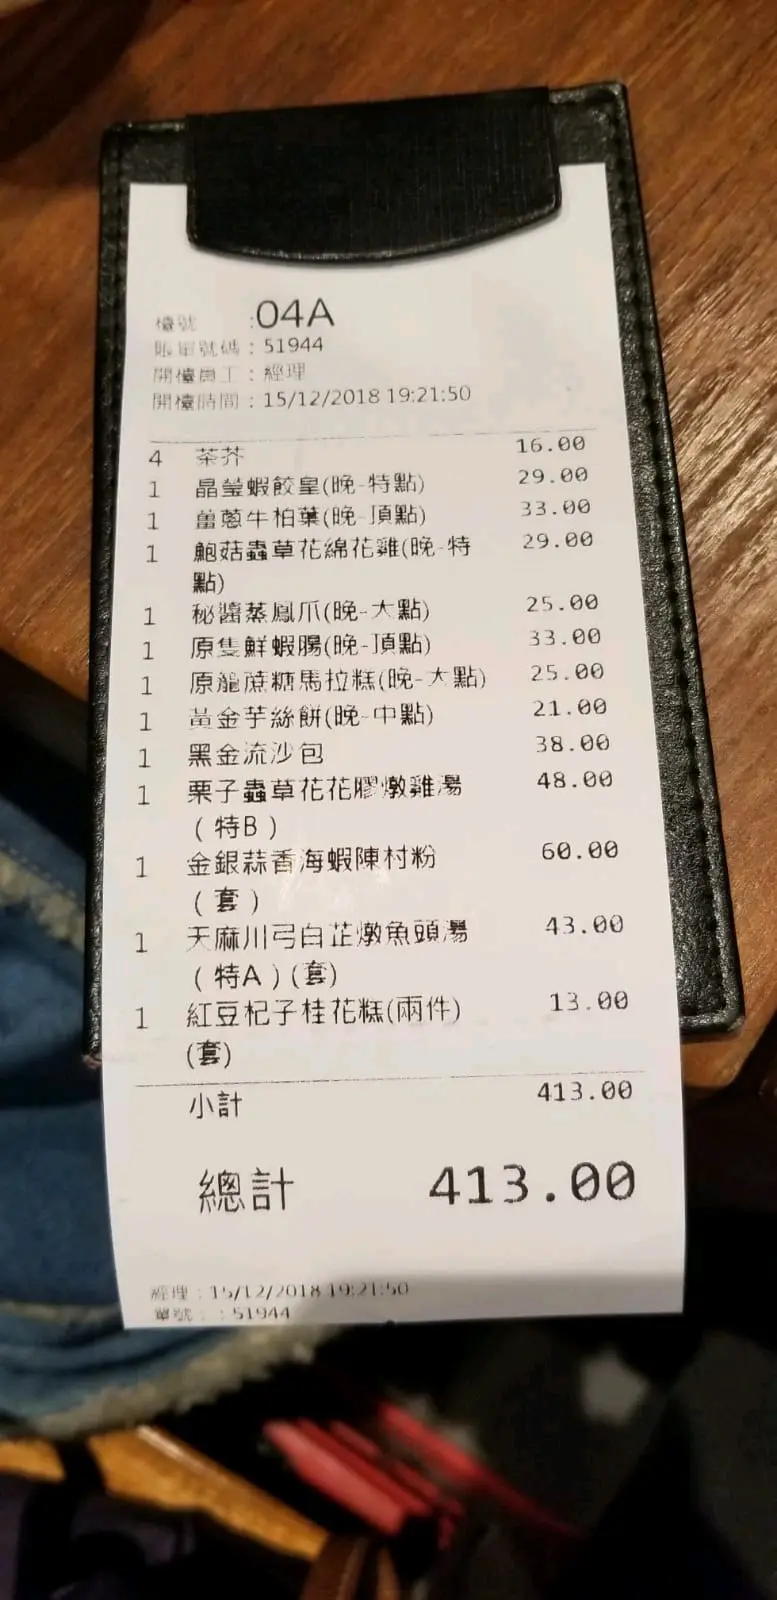 檯號 :04A
賬單號碼 : 51944
開檯員工 : 經理
開檯時間 : 15/12/2018 19:21:50
4 茶芥 16.00
1 晶瑩蝦餃皇(晚-特點) 29.00
1 薑蔥牛柏葉(晚-頂點) 33.00
1 鮑菇蟲草花綿花雞(晚-特 29.00
點)
1 秘醬蒸鳳爪(晚-大點) 25.00
1 原隻鮮蝦腸(晚-頂點) 33.00
1 原籠蔗糖馬拉糕(晚-大點) 25.00
1 黃金芋絲餅(晚-中點) 21.00
1 黑金流沙包 38.00
1 栗子蟲草花花膠燉雞湯 48.00
(特B)
1 金銀蒜香海蝦陳村粉 60.00
(套)
1 天麻川弓白芷燉魚頭湯 43.00
(特A)(套)
1 紅豆杞子桂花糕(兩件) 13.00
(套)
小計 413.00
總計 413.00
經理 : 15/12/2018 19:21:50
單號 : : 51944